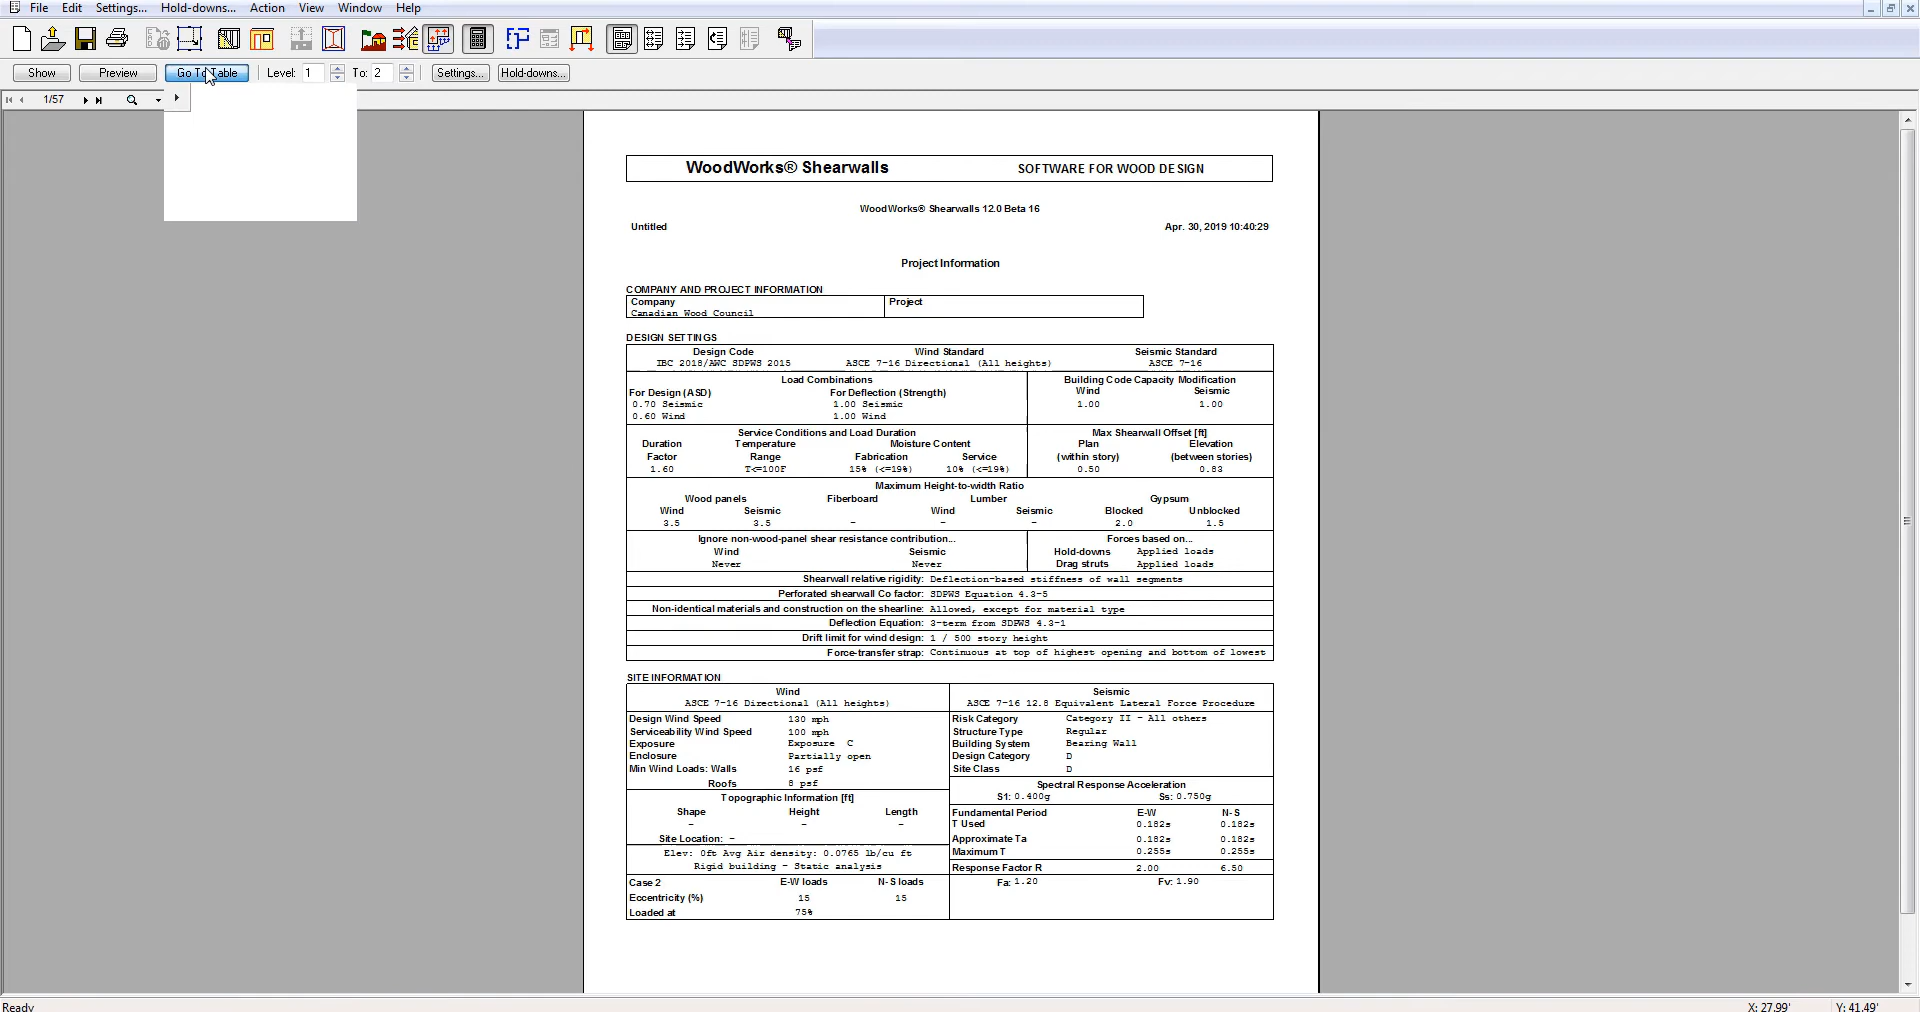 File Edit Settings... Hold-downs... Action View Window Help
Show Preview Go To Table Level: 1 To: 2 Settings... Hold-downs...
1/57
WoodWorks® Shearwalls SOFTWARE FOR WOOD DESIGN
WoodWorks® Shearwalls 12.0 Beta 16
Untitled Apr. 30, 2019 10:40:29
Project Information
COMPANY AND PROJECT INFORMATION
Company Project
Canadian Wood Council
DESIGN SETTINGS
Design Code Wind Standard Seismic Standard
IBC 2018/AWC SDPWS 2015 ASCE 7-16 Directional (All heights) ASCE 7-16
Load Combinations Building Code Capacity Modification
For Design (ASD) For Deflection (Strength) Wind Seismic
0.70 Seismic 1.00 Seismic 1.00 1.00
0.60 Wind 1.00 Wind
Service Conditions and Load Duration Max Shearwall Offset [ft]
Duration Temperature Moisture Content Plan Elevation
Factor Range Fabrication Service (within story) (between stories)
1.60 T<=100F 15% (<=19%) 10% (<=19%) 0.50 0.83
Maximum Height-to-width Ratio
Wood panels Fiberboard Lumber Gypsum
Wind Seismic Wind Seismic Blocked Unblocked
3.5 3.5 - - - 2.0 1.5
Ignore non-wood-panel shear resistance contribution... Forces based on...
Wind Seismic Hold-downs Applied loads
Never Never Drag struts Applied loads
Shearwall relative rigidity: Deflection-based stiffness of wall segments
Perforated shearwall Co factor: SDPWS Equation 4.3-5
Non-identical materials and construction on the shearline: Allowed, except for material type
Deflection Equation: 3-term from SDPWS 4.3-1
Drift limit for wind design: 1 / 500 story height
Force-transfer strap: Continuous at top of highest opening and bottom of lowest
SITE INFORMATION
Wind Seismic
ASCE 7-16 Directional (All heights) ASCE 7-16 12.8 Equivalent Lateral Force Procedure
Design Wind Speed 130 mph Risk Category Category II - All others
Serviceability Wind Speed 100 mph Structure Type Regular
Exposure Exposure C Building System Bearing Wall
Enclosure Partially open Design Category D
Min Wind Loads: Walls 16 psf Site Class D
Roofs 8 psf Spectral Response Acceleration
Topographic Information [ft] S1: 0.400g Ss: 0.750g
Shape Height Length Fundamental Period E-W N-S
- - - T Used 0.182s 0.182s
Site Location: - Approximate Ta 0.182s 0.182s
Elev: 0ft Avg Air density: 0.0765 lb/cu ft Maximum T 0.255s 0.255s
Rigid building - Static analysis Response Factor R 2.00 6.50
Case 2 E-W loads N-S loads Fa: 1.20 Fv: 1.90
Eccentricity (%) 15 15
Loaded at 75%
Ready X: 27.99' Y: 41.49'